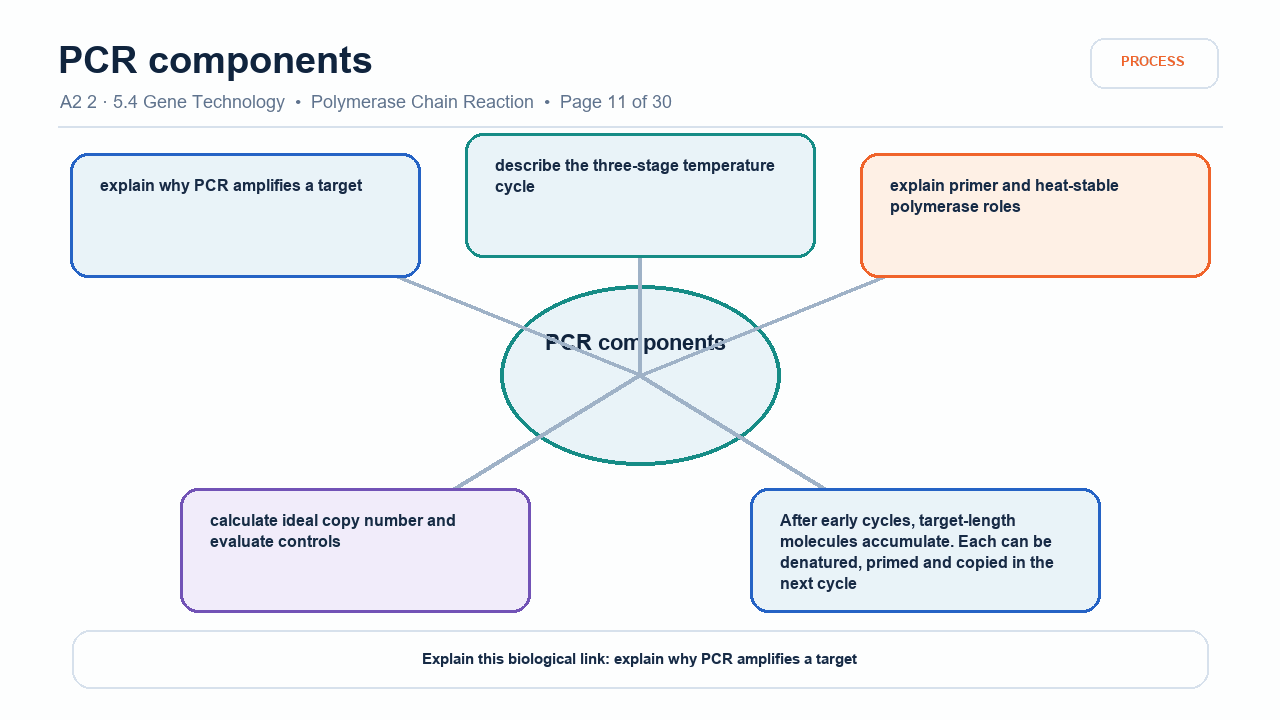 PCR components
PROCESS
A2 2 · 5.4 Gene Technology • Polymerase Chain Reaction • Page 11 of 30
explain why PCR amplifies a target
describe the three-stage temperature
cycle
explain primer and heat-stable
polymerase roles
PCR components
calculate ideal copy number and
evaluate controls
After early cycles, target-length
molecules accumulate. Each can be
denatured, primed and copied in the
next cycle
Explain this biological link: explain why PCR amplifies a target